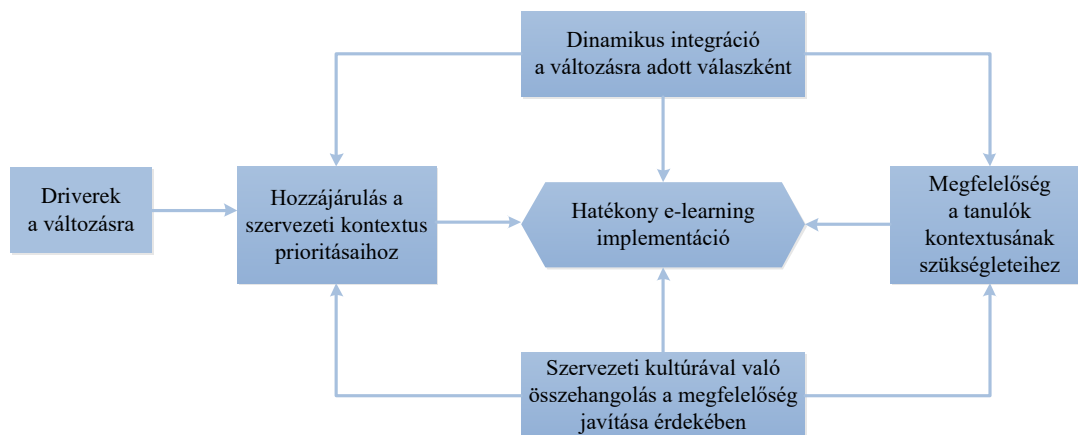 Dinamikus integráció
a változásra adott válaszként
Driverek
a változásra
Hozzájárulás a
szervezeti kontextus
prioritásaihoz
Hatékony e-learning
implementáció
Megfelelőség
a tanulók
kontextusának
szükségleteihez
Szervezeti kultúrával való
összehangolás a megfelelőség
javítása érdekében